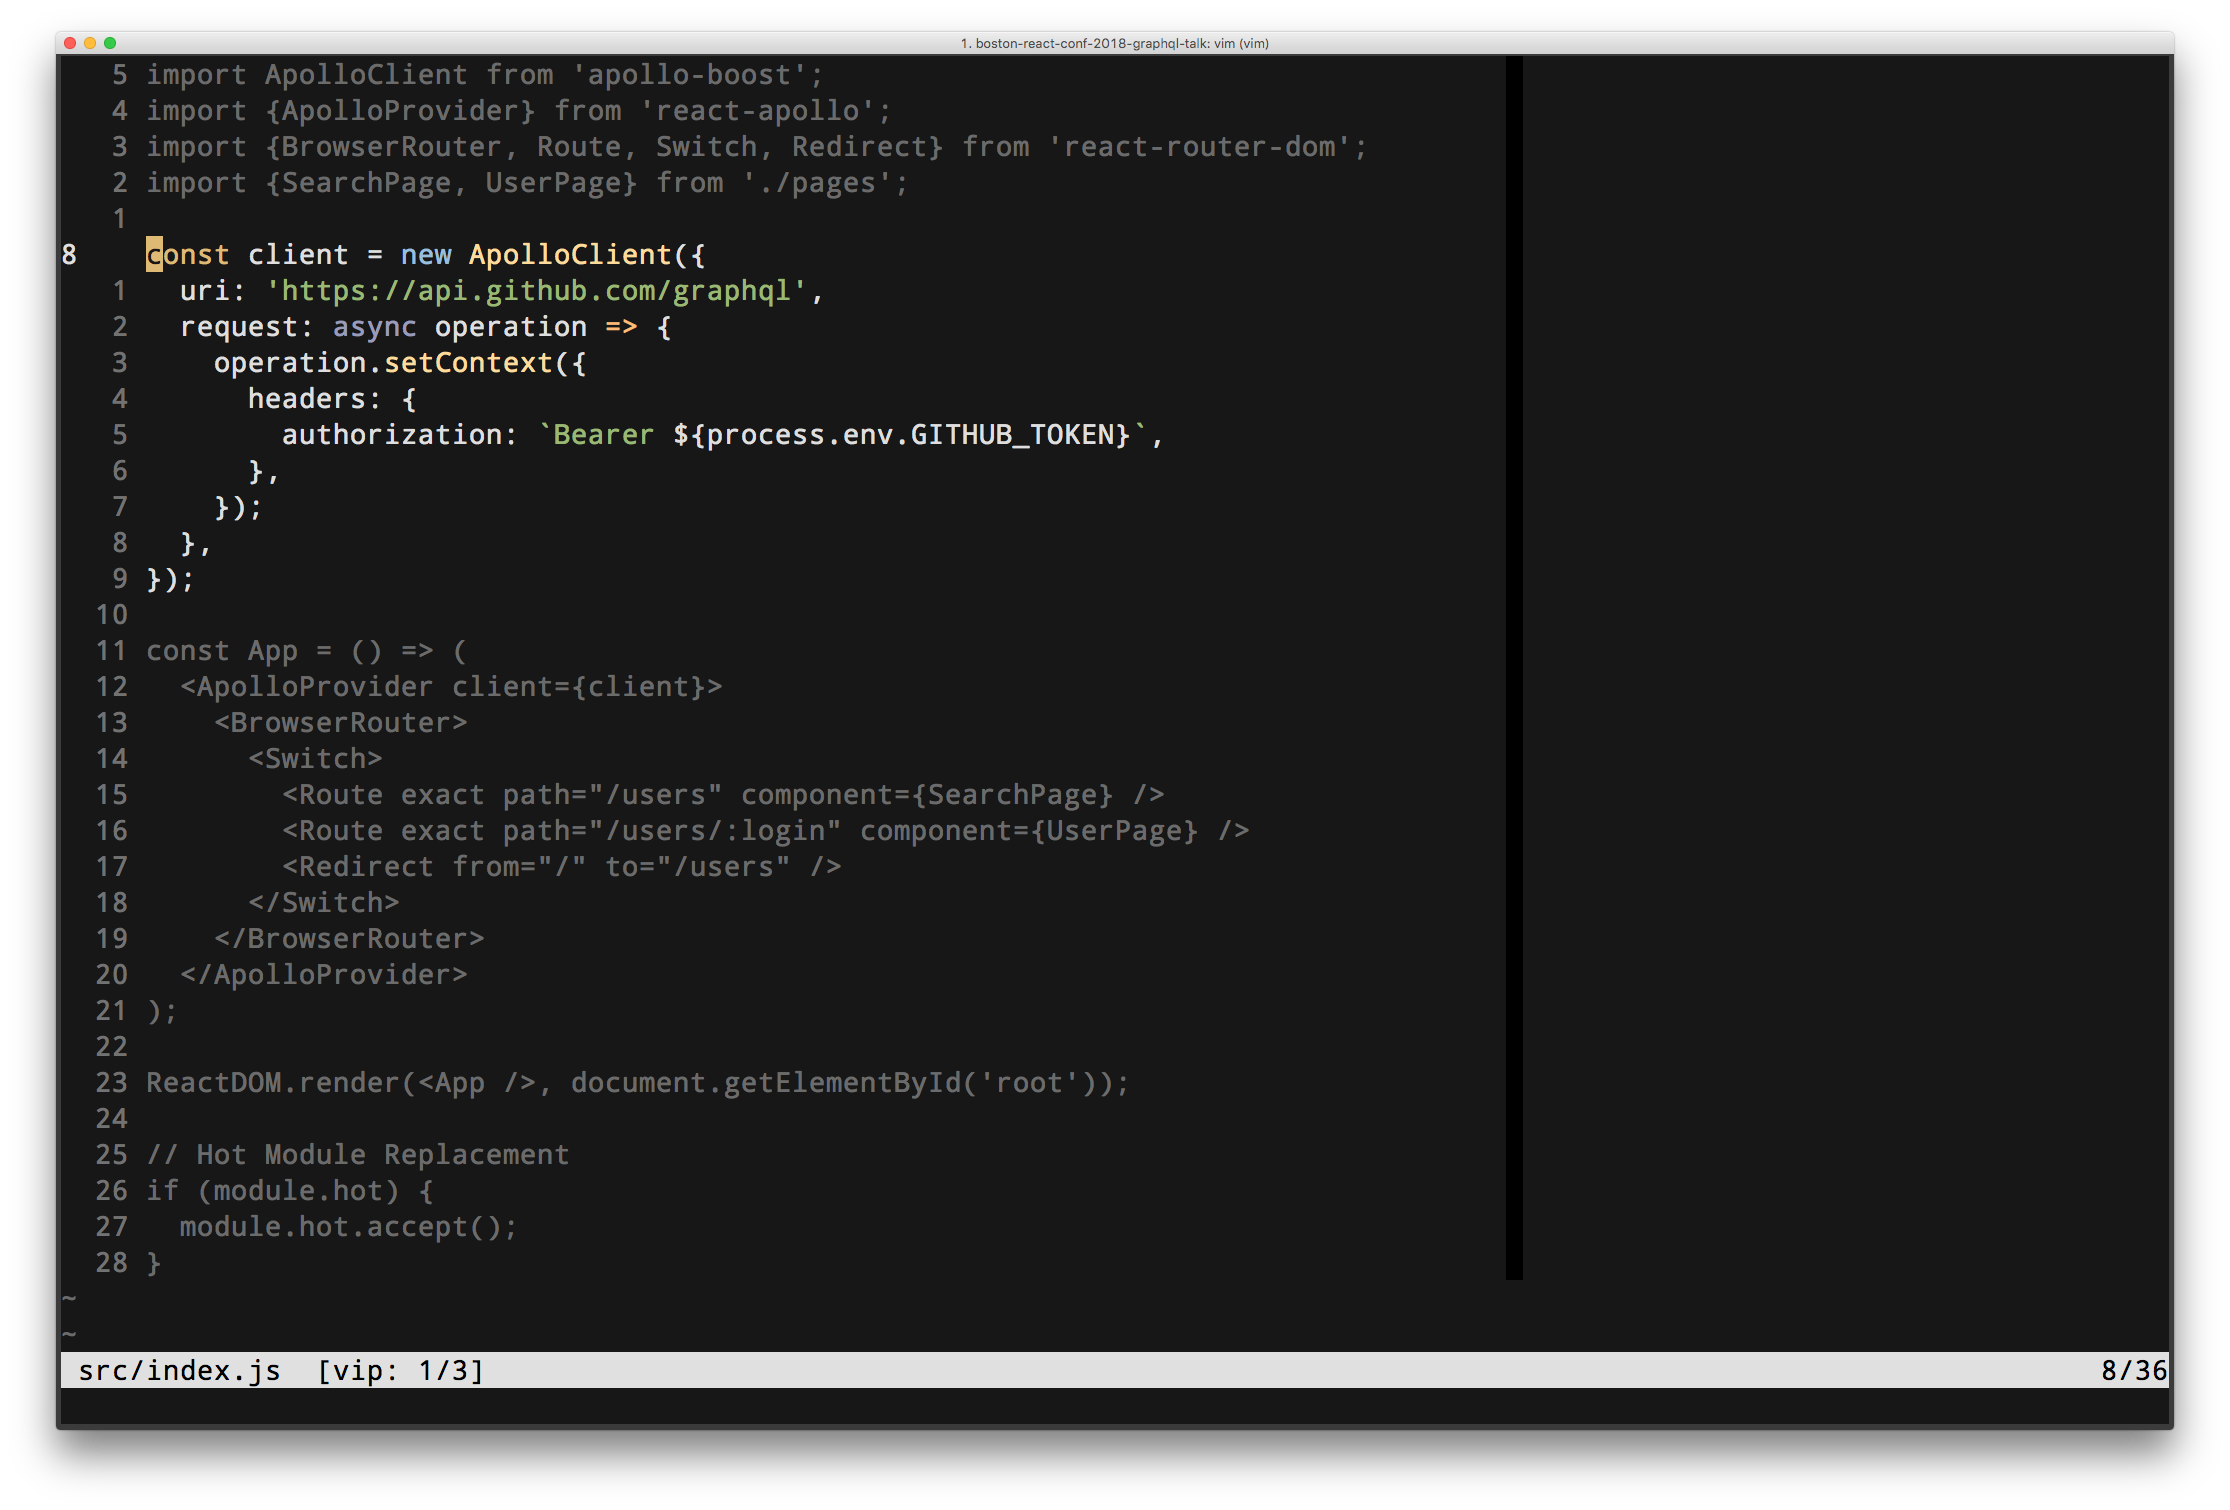 1. boston-react-conf-2018-graphql-talk: vim (vim)
5 import ApolloClient from 'apollo-boost';
4 import {ApolloProvider} from 'react-apollo';
3 import {BrowserRouter, Route, Switch, Redirect} from 'react-router-dom';
2 import {SearchPage, UserPage} from './pages';
1
8 const client = new ApolloClient({
1   uri: 'https://api.github.com/graphql',
2   request: async operation => {
3     operation.setContext({
4       headers: {
5         authorization: `Bearer ${process.env.GITHUB_TOKEN}`,
6       },
7     });
8   },
9 });
10
11 const App = () => (
12   <ApolloProvider client={client}>
13     <BrowserRouter>
14       <Switch>
15         <Route exact path="/users" component={SearchPage} />
16         <Route exact path="/users/:login" component={UserPage} />
17         <Redirect from="/" to="/users" />
18       </Switch>
19     </BrowserRouter>
20   </ApolloProvider>
21 );
22
23 ReactDOM.render(<App />, document.getElementById('root'));
24
25 // Hot Module Replacement
26 if (module.hot) {
27   module.hot.accept();
28 }
~
~
src/index.js  [vip: 1/3] 8/36